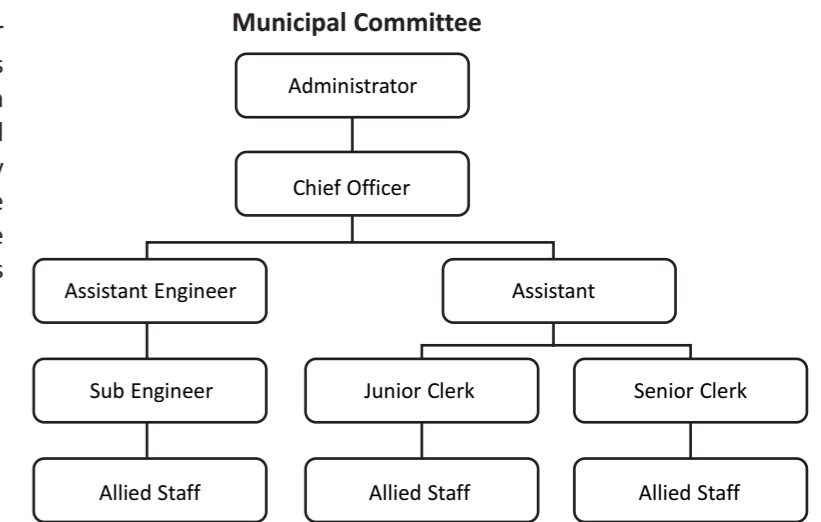 Municipal Committee
Administrator
Chief Officer
Assistant Engineer
Assistant
Sub Engineer
Junior Clerk
Senior Clerk
Allied Staff
Allied Staff
Allied Staff